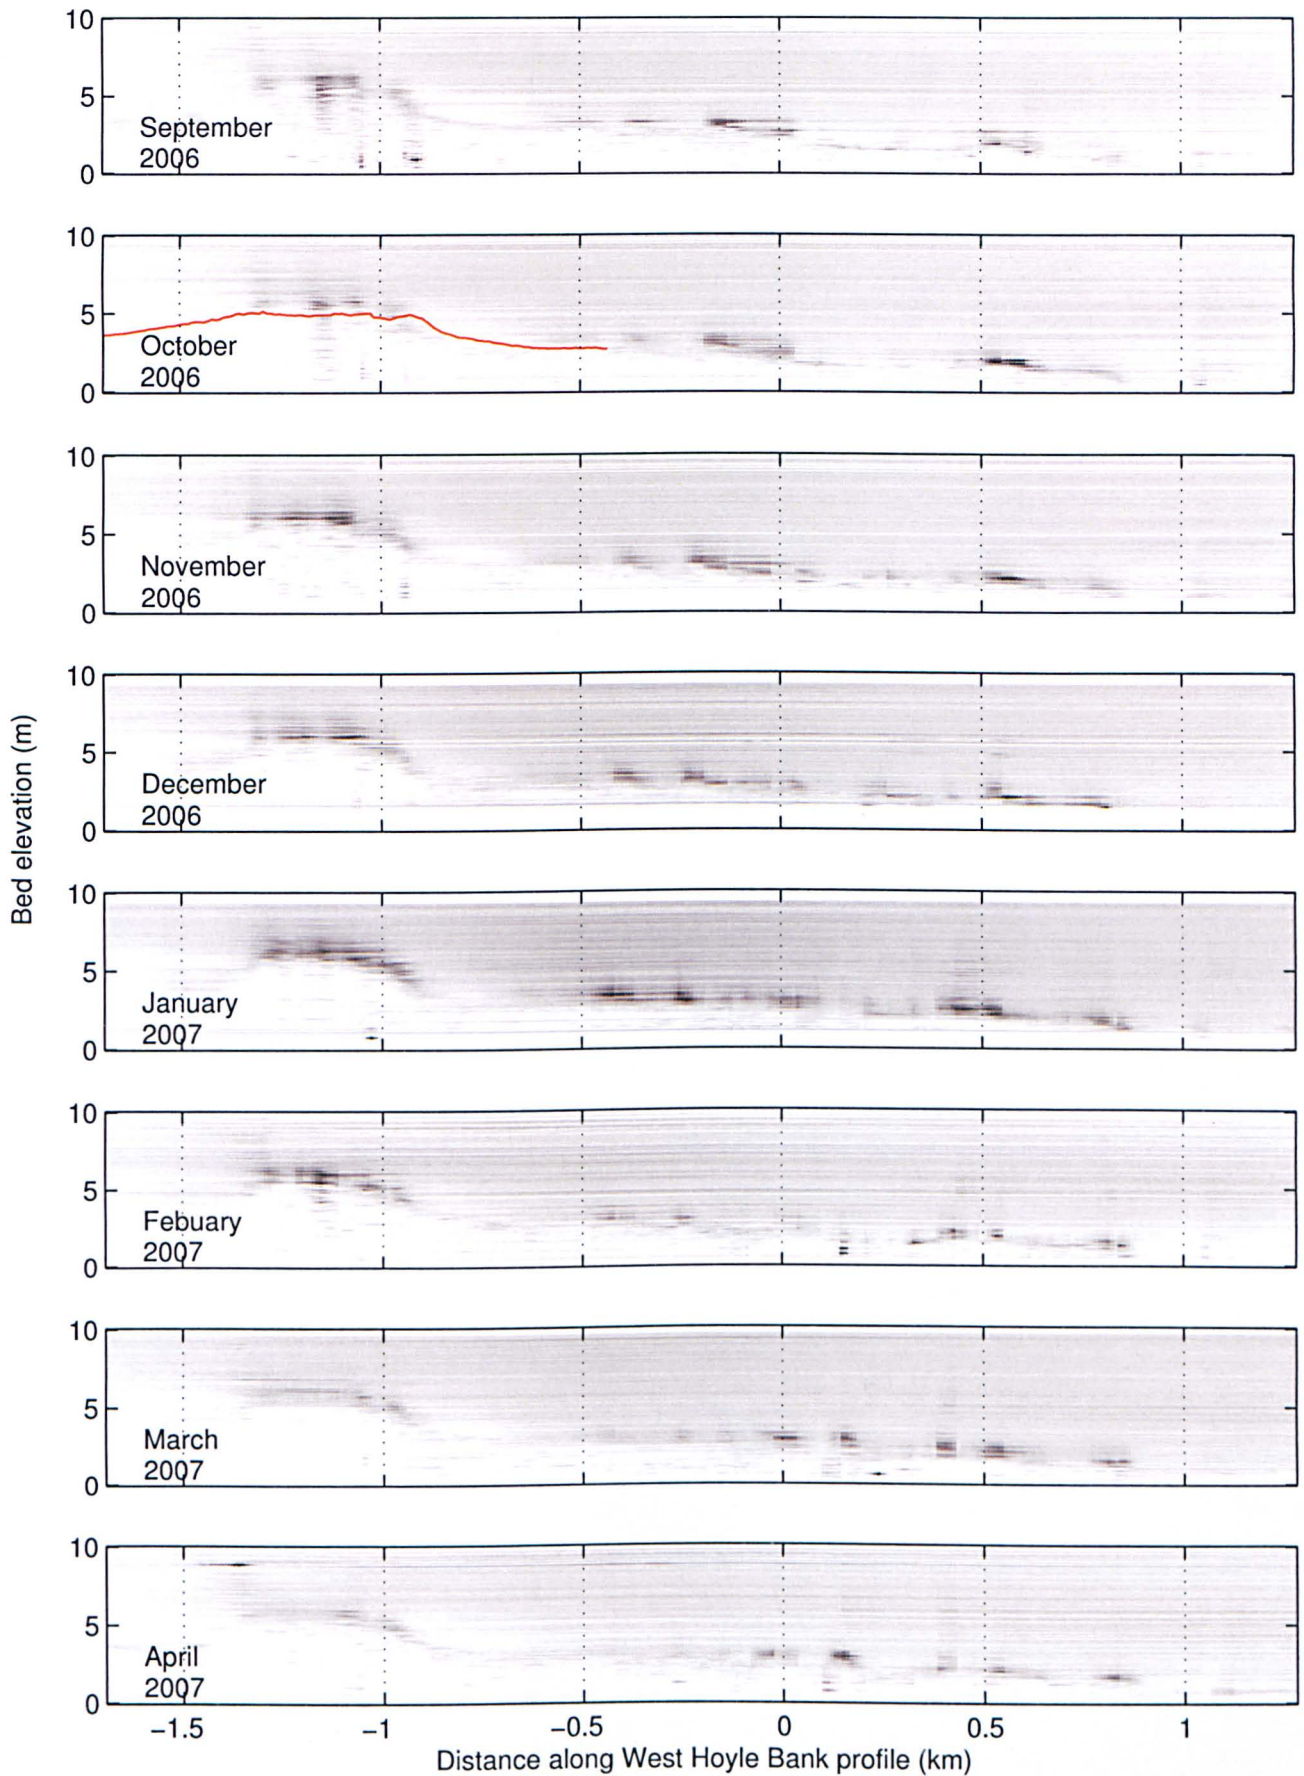 10
5
0
September
2006
10
5
0
October
2006
10
5
0
November
2006
10
5
0
December
2006
Bed elevation (m)
10
5
0
January
2007
10
5
0
Febuary
2007
10
5
0
March
2007
10
5
0
April
2007
−1.5 −1 −0.5 0 0.5 1
Distance along West Hoyle Bank profile (km)